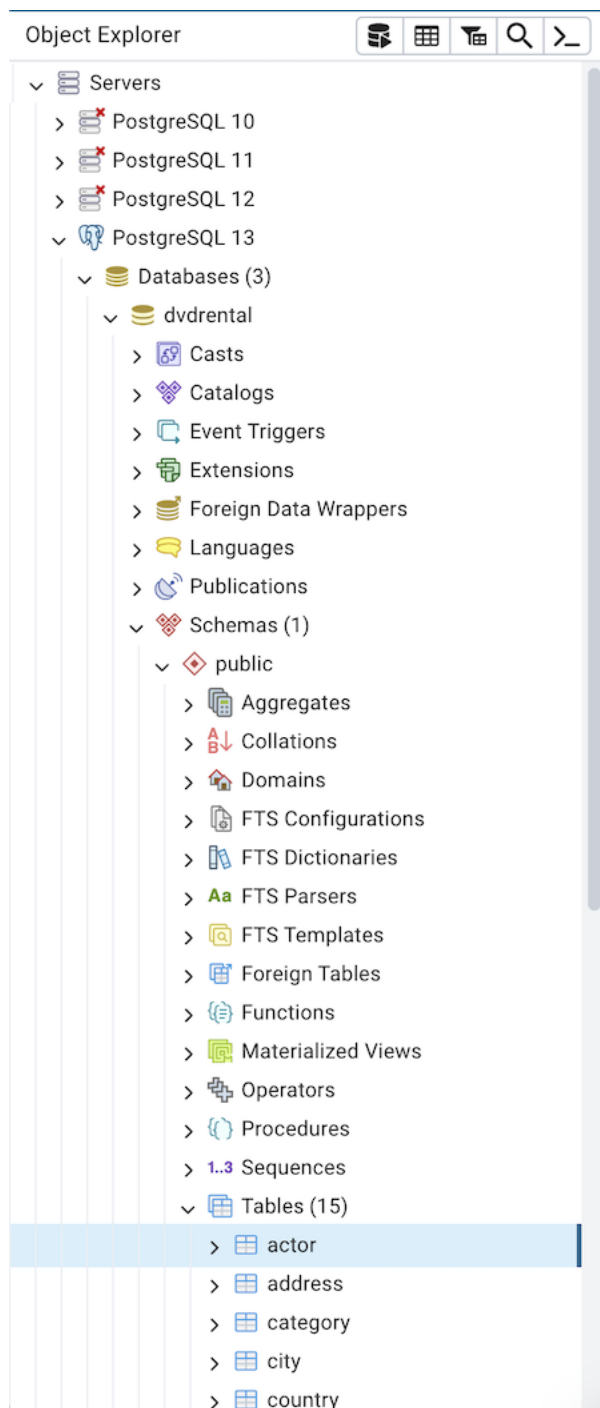 Object Explorer
Servers
PostgreSQL 10
PostgreSQL 11
PostgreSQL 12
PostgreSQL 13
Databases (3)
dvdrental
Casts
Catalogs
Event Triggers
Extensions
Foreign Data Wrappers
Languages
Publications
Schemas (1)
public
Aggregates
Collations
Domains
FTS Configurations
FTS Dictionaries
Aa FTS Parsers
FTS Templates
Foreign Tables
Functions
Materialized Views
Operators
Procedures
1..3 Sequences
Tables (15)
actor
address
category
city
country